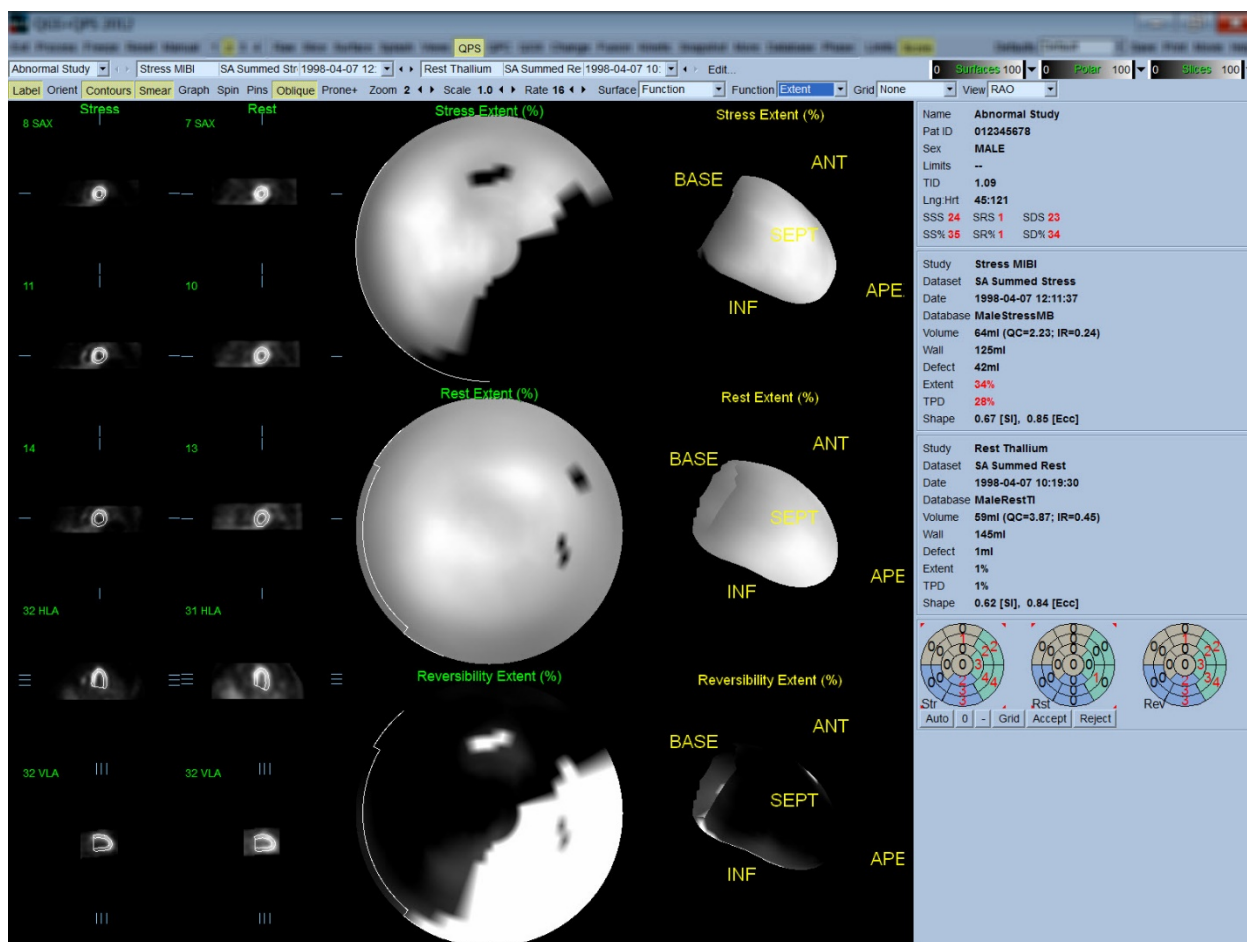 QGS+QPS 2012
QPS
Abnormal Study Stress MIBI SA Summed Str 1998-04-07 12: Rest Thallium SA Summed Re 1998-04-07 10: Edit... 0 Surfaces 100 0 Polar 100 0 Slices 100
Label Orient Contours Smear Graph Spin Pins Oblique Prone+ Zoom 2 Scale 1.0 Rate 16 Surface Function Function Extent Grid None View RAO
Stress Rest
8 SAX 7 SAX
11 10
14 13
32 HLA 31 HLA
32 VLA 32 VLA
Stress Extent (%)
Rest Extent (%)
Reversibility Extent (%)
Stress Extent (%)
ANT
BASE
SEPT
APE.
INF
Rest Extent (%)
ANT
BASE
SEPT
APE
INF
Reversibility Extent (%)
ANT
BASE
SEPT
APE
INF
Name Abnormal Study
Pat ID 012345678
Sex MALE
Limits --
TID 1.09
Lng:Hrt 45:121
SSS 24 SRS 1 SDS 23
SS% 35 SR% 1 SD% 34
Study Stress MIBI
Dataset SA Summed Stress
Date 1998-04-07 12:11:37
Database MaleStressMB
Volume 64ml (QC=2.23; IR=0.24)
Wall 125ml
Defect 42ml
Extent 34%
TPD 28%
Shape 0.67 [SI], 0.85 [Ecc]
Study Rest Thallium
Dataset SA Summed Rest
Date 1998-04-07 10:19:30
Database MaleRestTl
Volume 59ml (QC=3.87; IR=0.45)
Wall 145ml
Defect 1ml
Extent 1%
TPD 1%
Shape 0.62 [SI], 0.84 [Ecc]
Str Rst Rev
Auto 0 - Grid Accept Reject